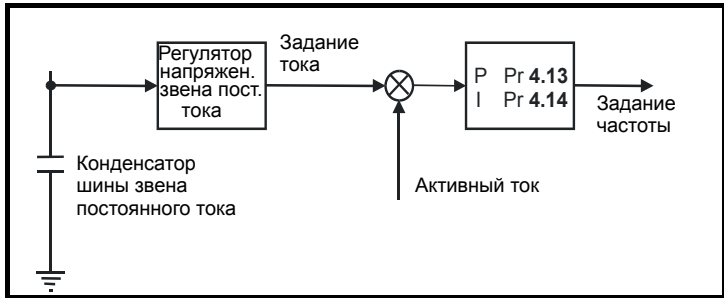 Регулятор
напряжен.
звена пост.
тока
Задание
тока
P Pr 4.13
I Pr 4.14
Задание
частоты
Конденсатор
шины звена
постоянного тока
Активный ток